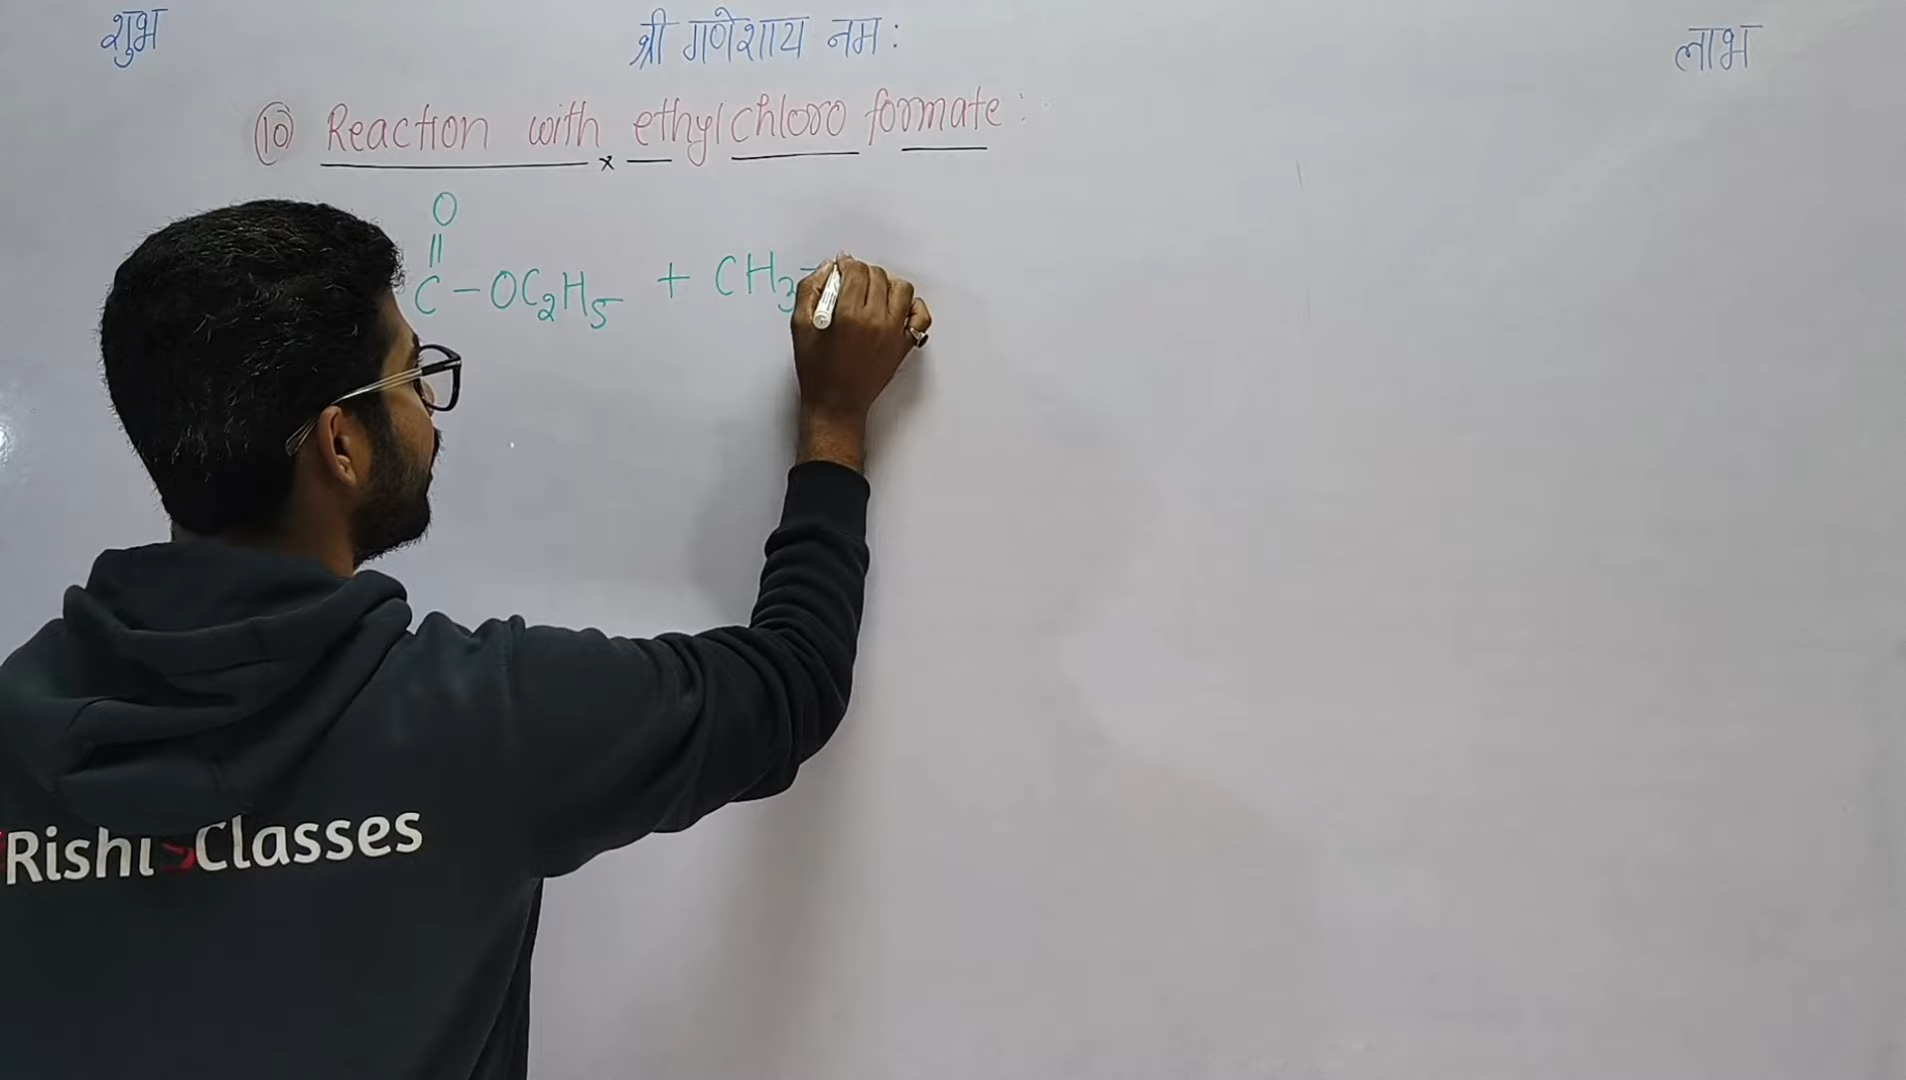 शुभ श्री गणेशाय नम: लाभ
⑩ Reaction with ethyl chloro formate:
O
||
C - OC₂H₅ + CH₃ -
Rishi Classes